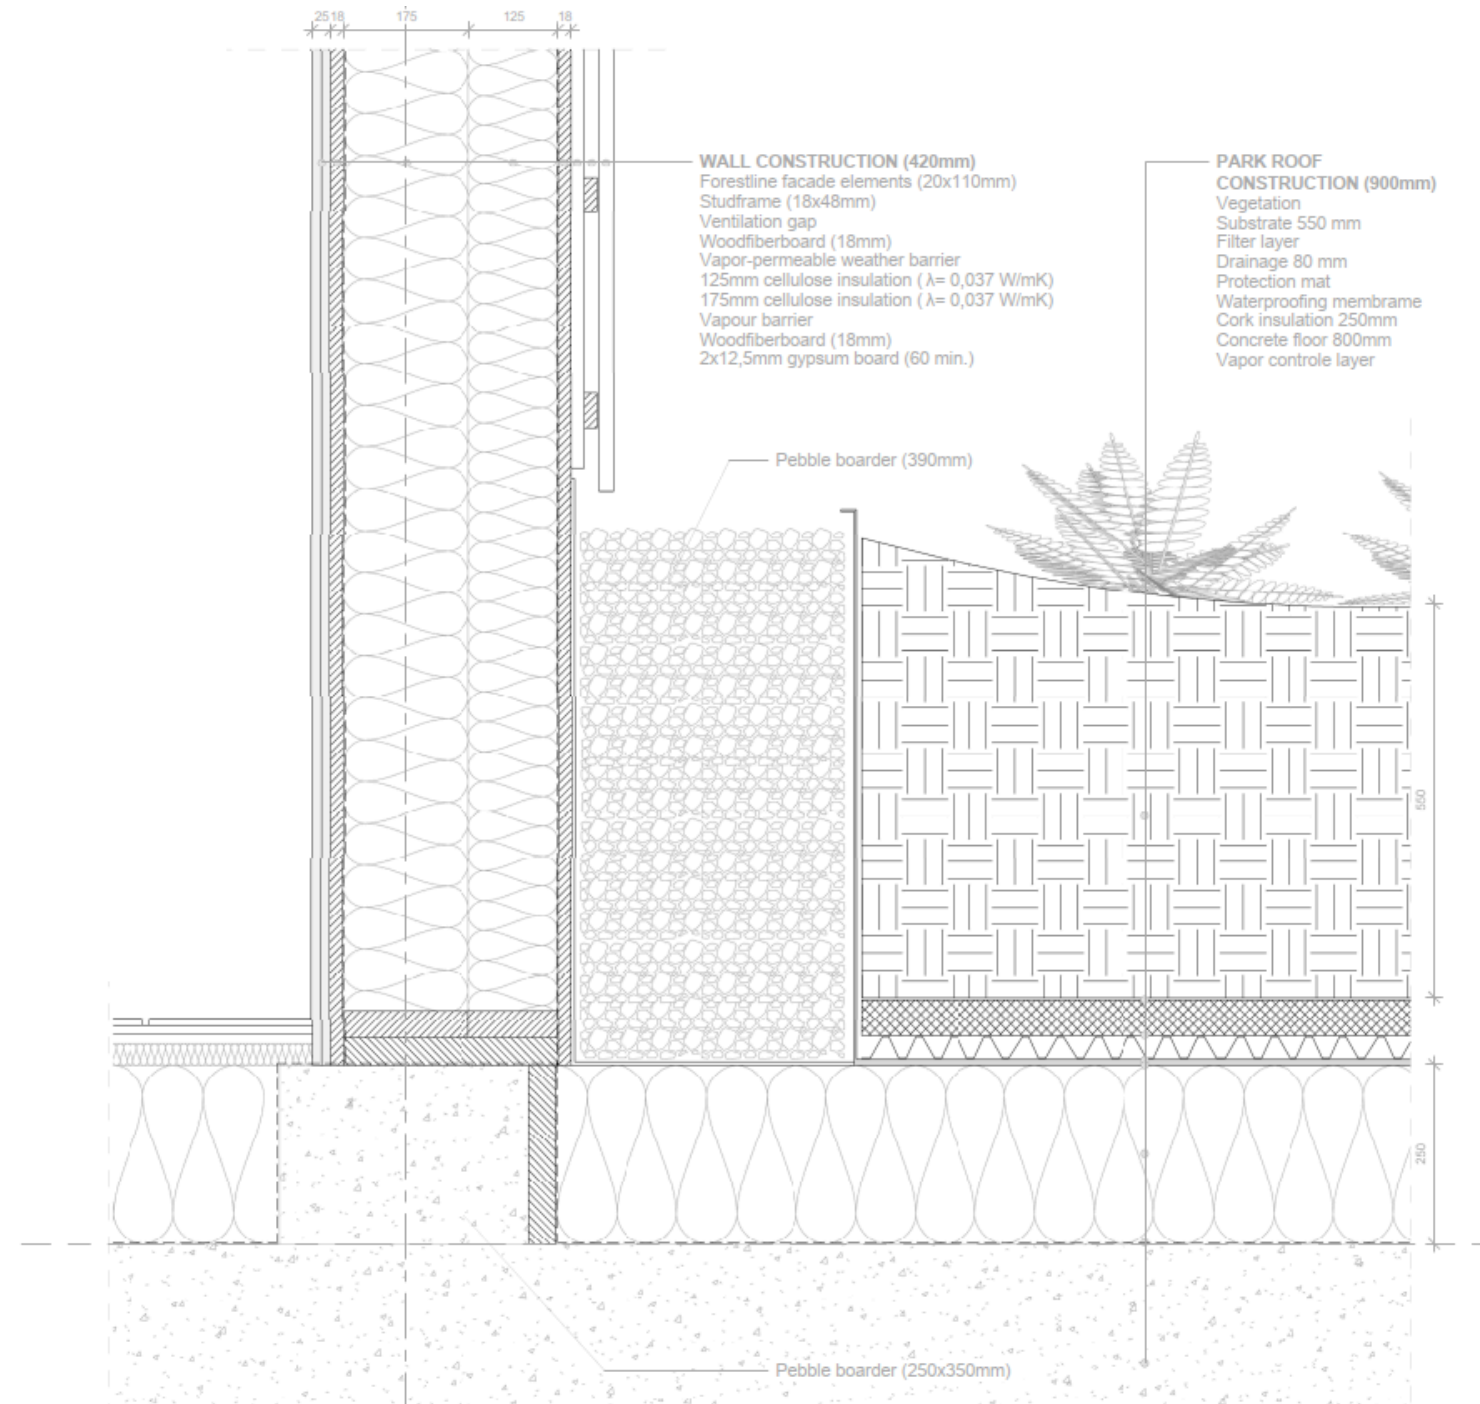 25 18 175 125 18
WALL CONSTRUCTION (420mm)
Forestline facade elements (20x110mm)
Studframe (18x48mm)
Ventilation gap
Woodfiberboard (18mm)
Vapor-permeable weather barrier
125mm cellulose insulation ( λ= 0,037 W/mK)
175mm cellulose insulation ( λ= 0,037 W/mK)
Vapour barrier
Woodfiberboard (18mm)
2x12,5mm gypsum board (60 min.)
PARK ROOF
CONSTRUCTION (900mm)
Vegetation
Substrate 550 mm
Filter layer
Drainage 80 mm
Protection mat
Waterproofing membrame
Cork insulation 250mm
Concrete floor 800mm
Vapor controle layer
Pebble boarder (390mm)
550
250
Pebble boarder (250x350mm)